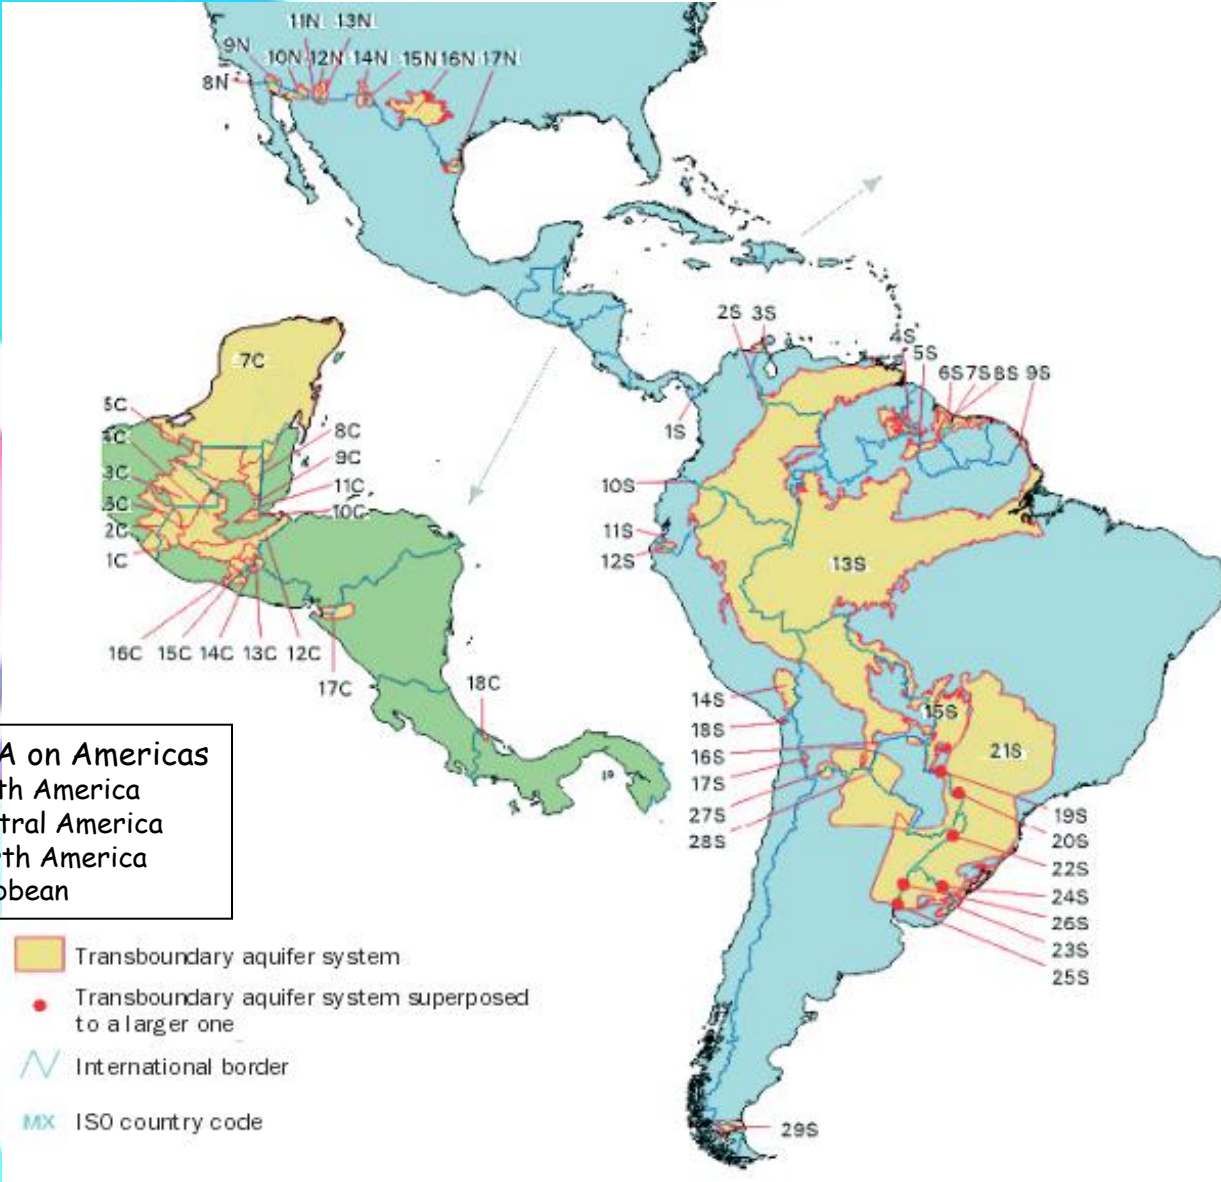 11N 13N
9N 10N 12N 14N 15N 16N 17N
8N
2S 3S
4S
5S
6S 7S 8S 9S
1S
7C
5C
4C
3C
2C
1C
8C
9C
11C
10C
16C 15C 14C 13C 12C
17C
18C
10S
11S
12S
13S
14S
18S
16S
17S
27S
28S
15S
21S
19S
20S
22S
24S
26S
23S
25S
29S
on Americas
America
America
America
Transboundary aquifer system
Transboundary aquifer system superposed
to a larger one
International border
MX ISO country code